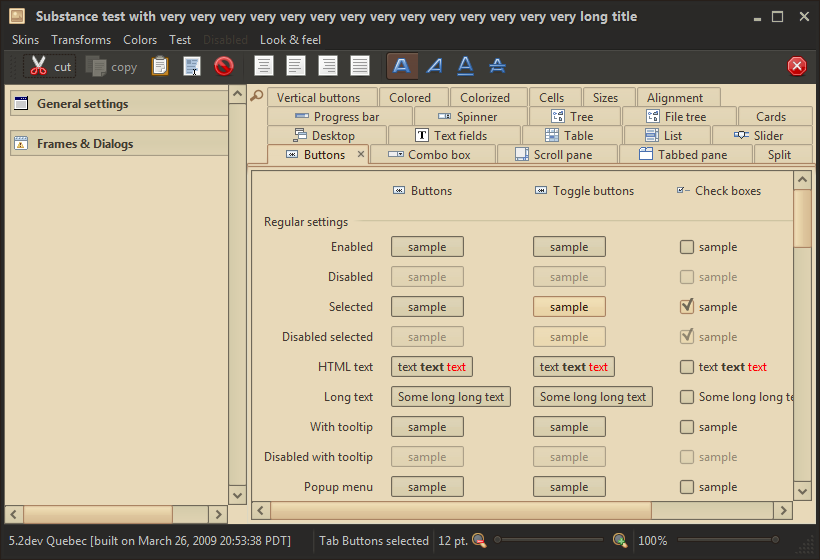 Substance test with very very very very very very very very very very very very very very long title
Skins Transforms Colors Test Disabled Look & feel
cut copy A A A A
General settings
Frames & Dialogs
Vertical buttons Colored Colorized Cells Sizes Alignment
Progress bar Spinner Tree File tree Cards
Desktop Text fields Table List Slider
Buttons Combo box Scroll pane Tabbed pane Split
Buttons Toggle buttons Check boxes
Regular settings
Enabled sample sample sample
Disabled sample sample sample
Selected sample sample sample
Disabled selected sample sample sample
HTML text text text text text text text text text text
Long text Some long long text Some long long text Some long long te
With tooltip sample sample sample
Disabled with tooltip sample sample sample
Popup menu sample sample sample
5.2dev Quebec [built on March 26, 2009 20:53:38 PDT] Tab Buttons selected 12 pt. 100%